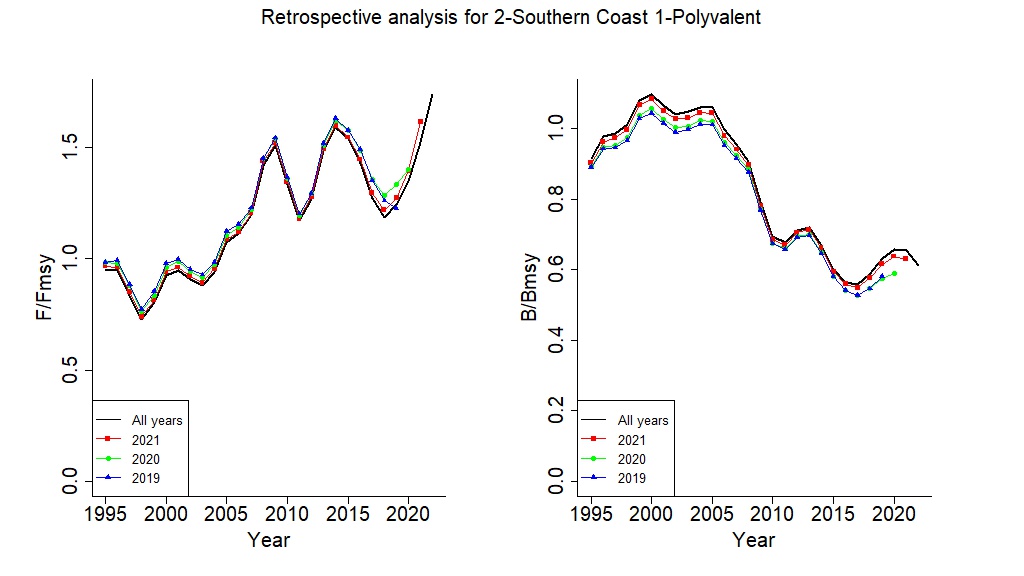 Retrospective analysis for 2-Southern Coast 1-Polyvalent
F/Fmsy
1.5
1.0
0.5
0.0
All years
2021
2020
2019
1995 2000 2005 2010 2015 2020
Year
B/Bmsy
1.0
0.8
0.6
0.4
0.2
0.0
All years
2021
2020
2019
1995 2000 2005 2010 2015 2020
Year